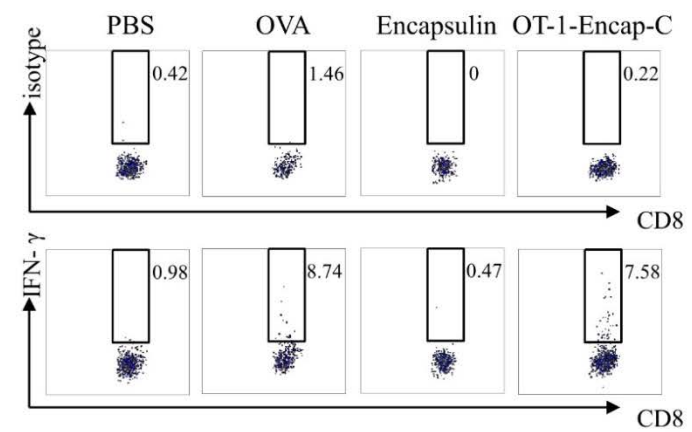 PBS OVA Encapsulin OT-1-Encap-C
isotype
0.42 1.46 0 0.22
CD8
IFN- γ
0.98 8.74 0.47 7.58
CD8